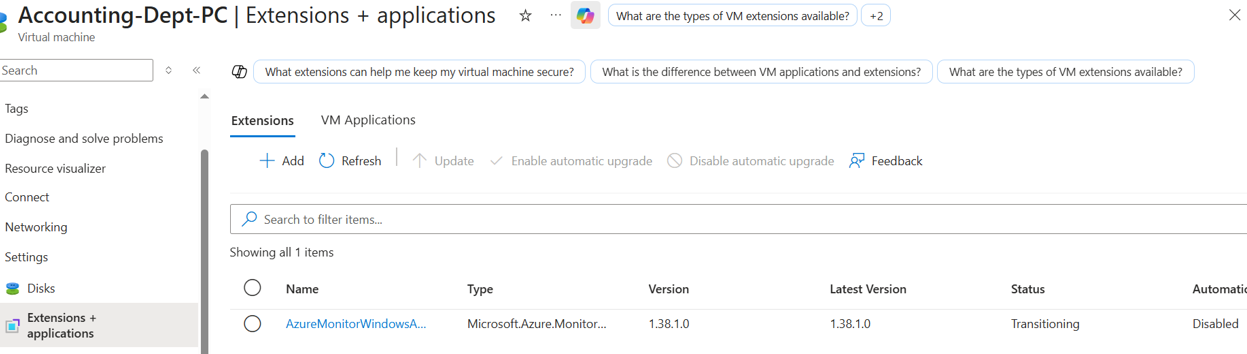 Accounting-Dept-PC | Extensions + applications
What are the types of VM extensions available?
+2
Virtual machine
Search
What extensions can help me keep my virtual machine secure?
What is the difference between VM applications and extensions?
What are the types of VM extensions available?
Tags
Diagnose and solve problems
Resource visualizer
Connect
Networking
Settings
Disks
Extensions +
applications
Extensions
VM Applications
Add
Refresh
Update
Enable automatic upgrade
Disable automatic upgrade
Feedback
Search to filter items...
Showing all 1 items
Name Type Version Latest Version Status Automatic
AzureMonitorWindowsA... Microsoft.Azure.Monitor... 1.38.1.0 1.38.1.0 Transitioning Disabled